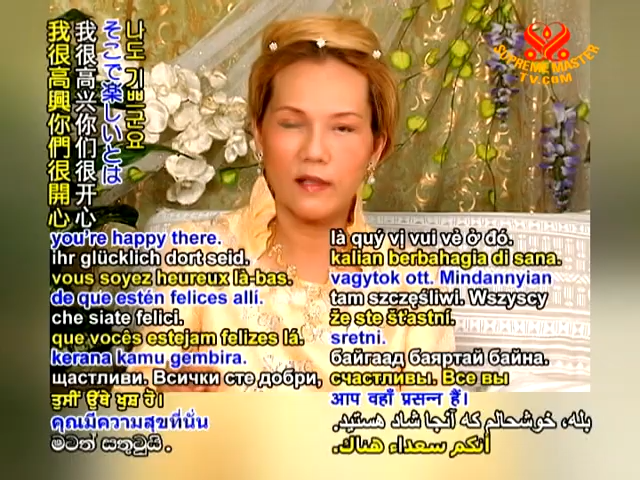 SUPREME MASTER
TV.COM
나도 기쁘군요
そこで楽しいとは
我很高兴你们很开心
我很高興你們很開心
you're happy there.
ihr glücklich dort seid.
vous soyez heureux là-bas.
de que estén felices allí.
che siate felici.
que vocês estejam felizes lá.
kerana kamu gembira.
щастливи. Всички сте добри,
ਤੁਸੀਂ ਉਥੇ ਖੁਸ਼ ਹੋ।
คุณมีความสุขที่นั่น
මටත් සතුටුයි.
là quý vị vui vẻ ở đó.
kalian berbahagia di sana.
vagytok ott. Mindannyian
tam szczęśliwi. Wszyscy
že ste šťastní.
sretni.
байгаад баяртай байна.
счастливы. Все вы
आप वहाँ प्रसन्न हैं।
بله، خوشحالم که آنجا شاد هستید.
أنكم سعداء هناك.